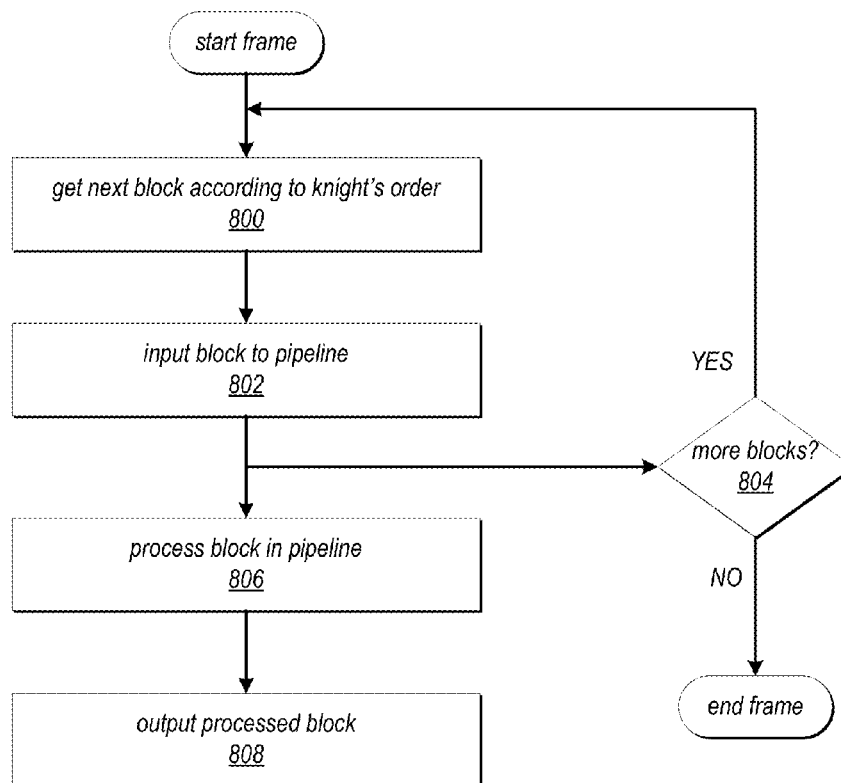 start frame
get next block according to knight's order
800
input block to pipeline
802
YES
more blocks?
804
process block in pipeline
806
NO
output processed block
808
end frame